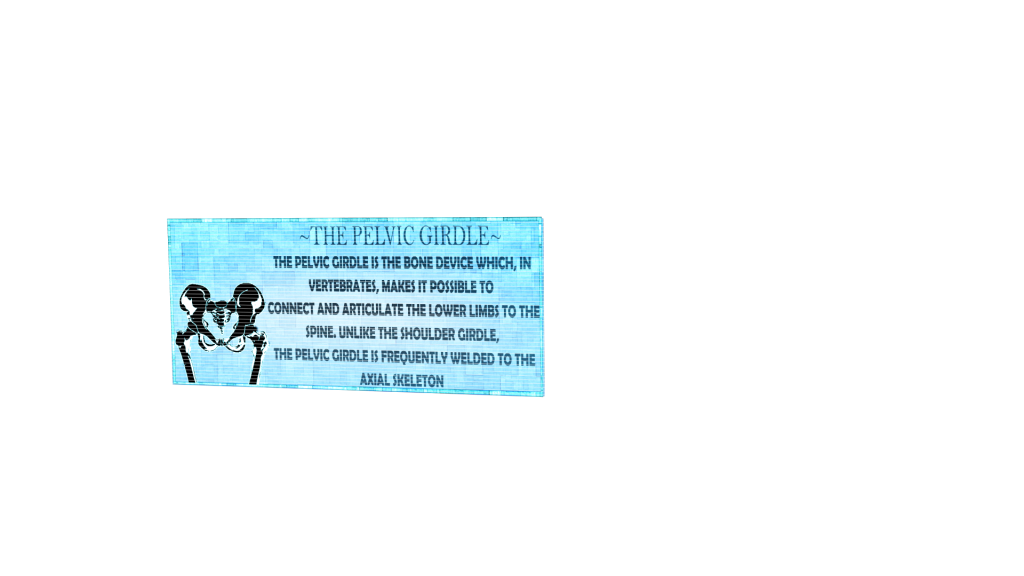 ~THE PELVIC GIRDLE~
THE PELVIC GIRDLE IS THE BONE DEVICE WHICH, IN
VERTEBRATES, MAKES IT POSSIBLE TO
CONNECT AND ARTICULATE THE LOWER LIMBS TO THE
SPINE. UNLIKE THE SHOULDER GIRDLE,
THE PELVIC GIRDLE IS FREQUENTLY WELDED TO THE
AXIAL SKELETON